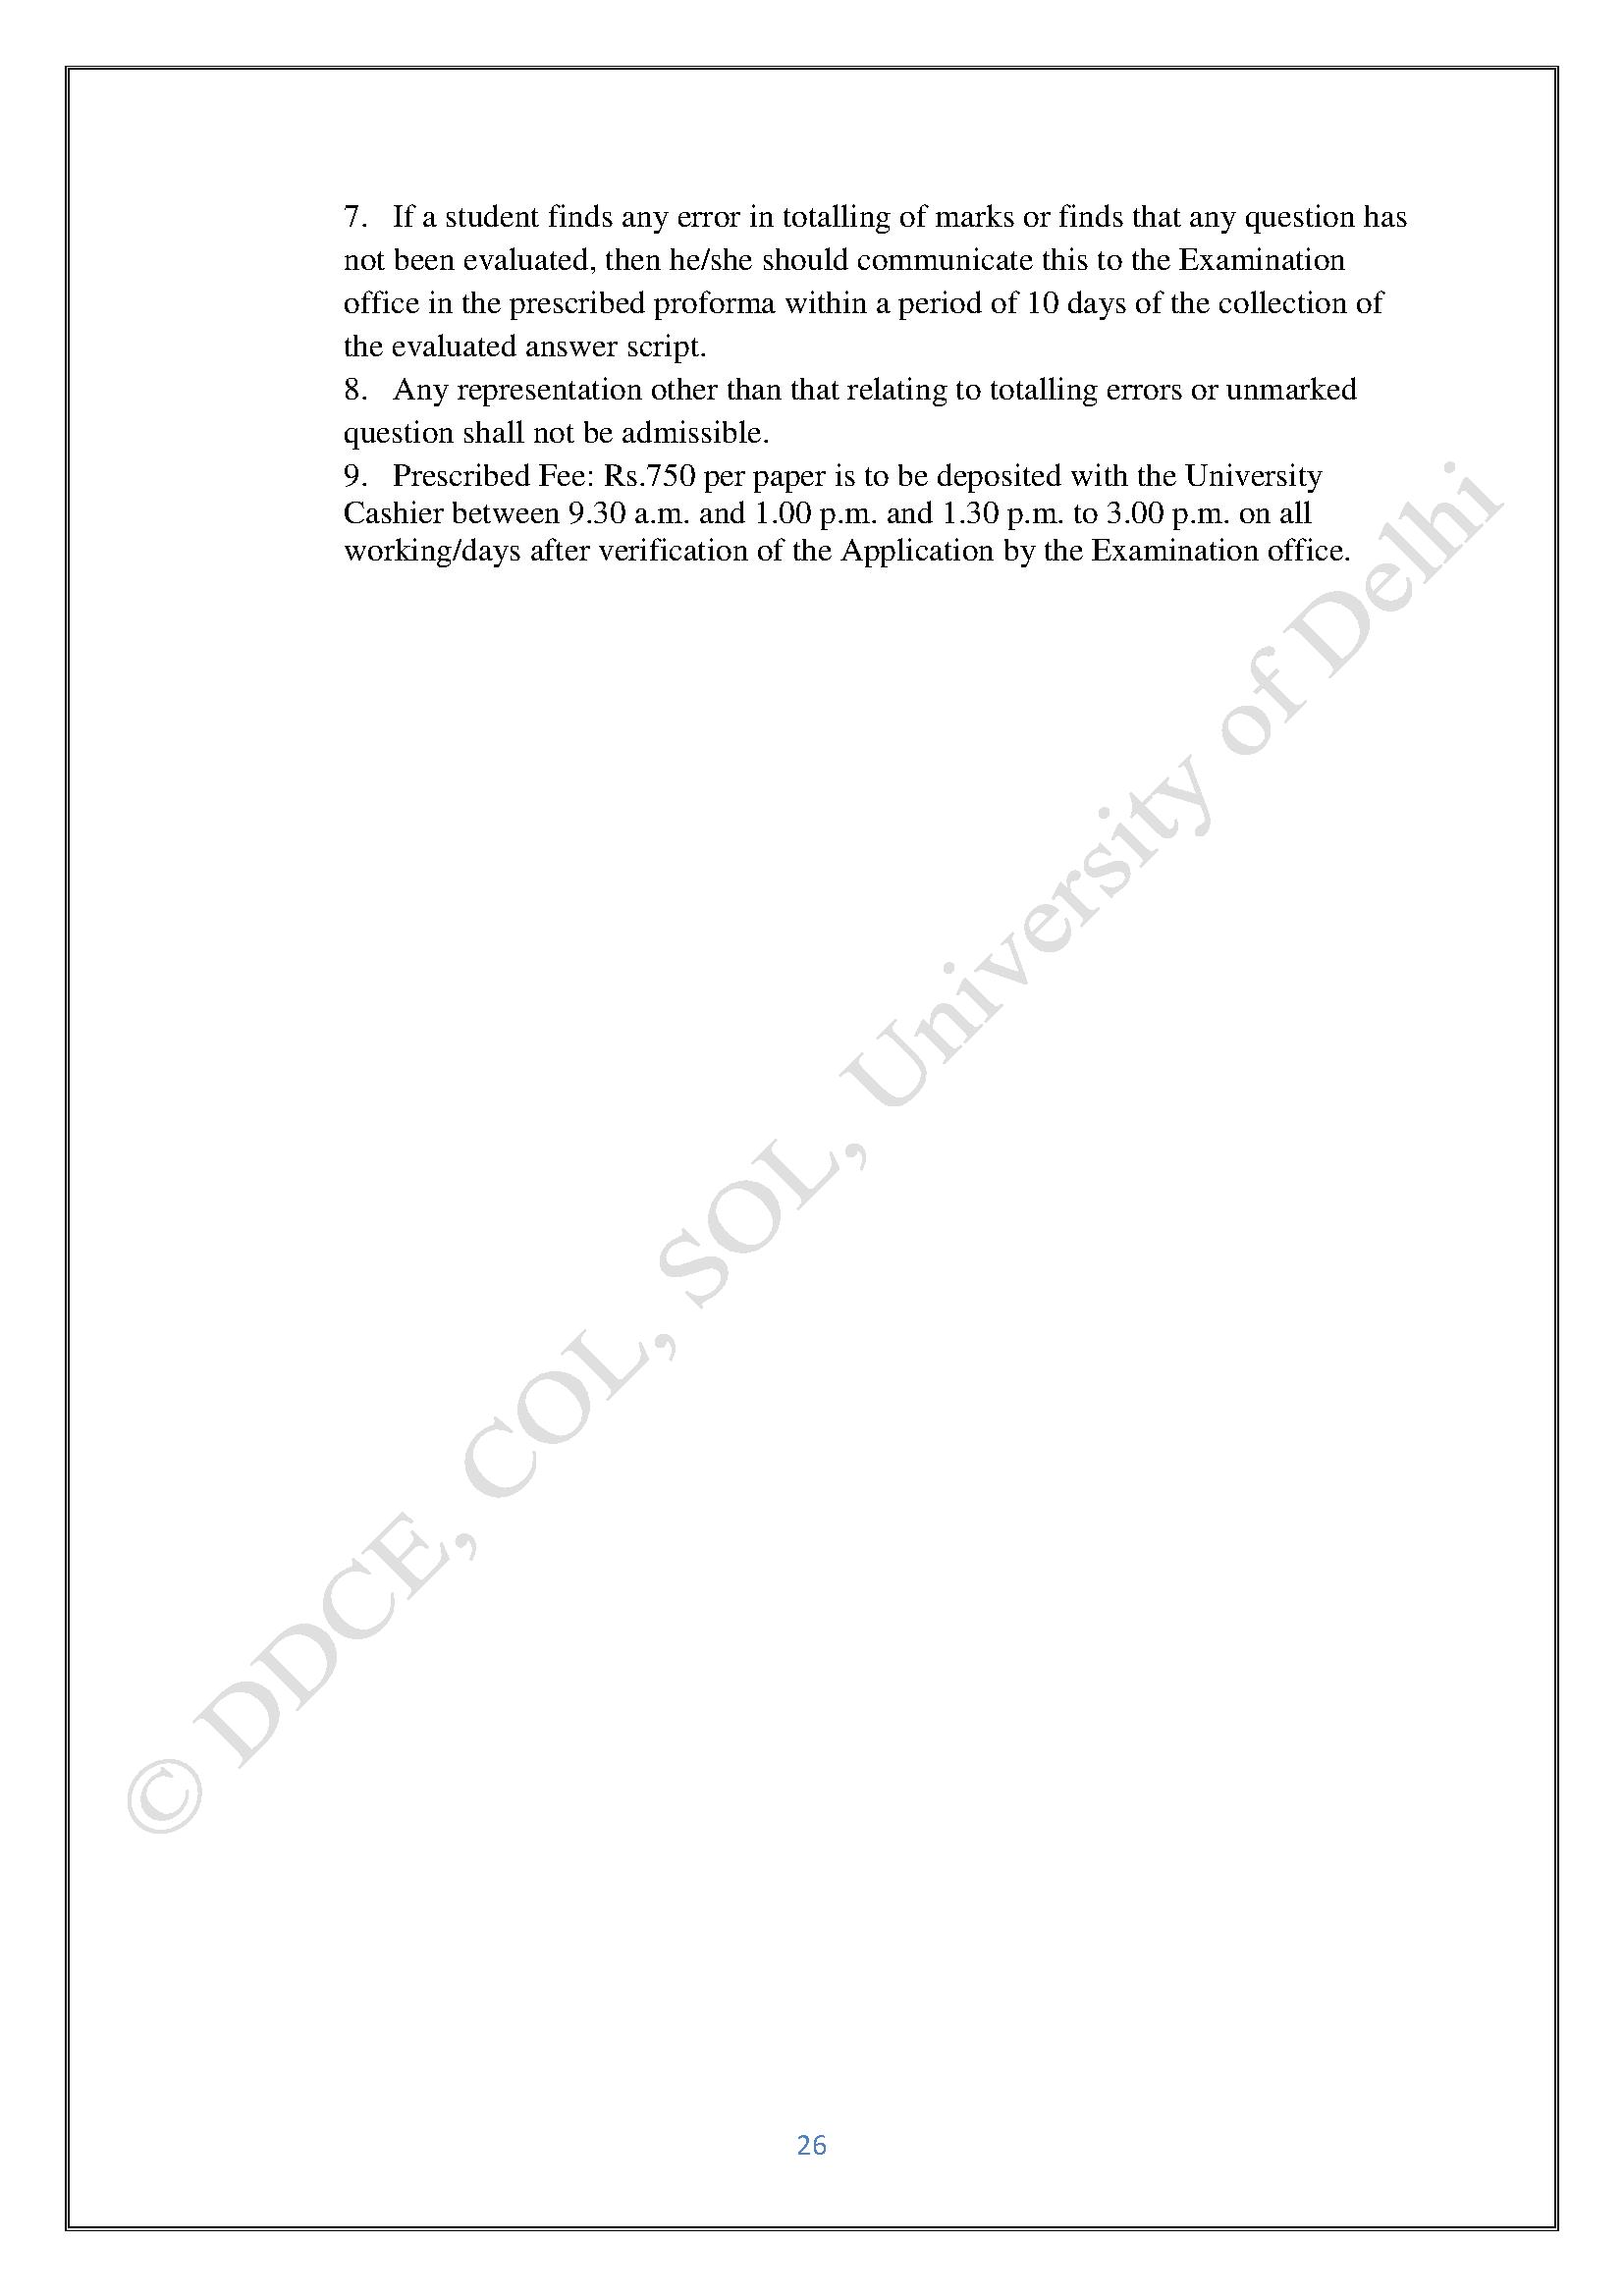 7. If a student finds any error in totalling of marks or finds that any question has
not been evaluated, then he/she should communicate this to the Examination
office in the prescribed proforma within a period of 10 days of the collection of
the evaluated answer script.
8. Any representation other than that relating to totalling errors or unmarked
question shall not be admissible.
9. Prescribed Fee: Rs.750 per paper is to be deposited with the University
Cashier between 9.30 a.m. and 1.00 p.m. and 1.30 p.m. to 3.00 p.m. on all
working/days after verification of the Application by the Examination office.
© DDCE, COL, SOL, University of Delhi
26